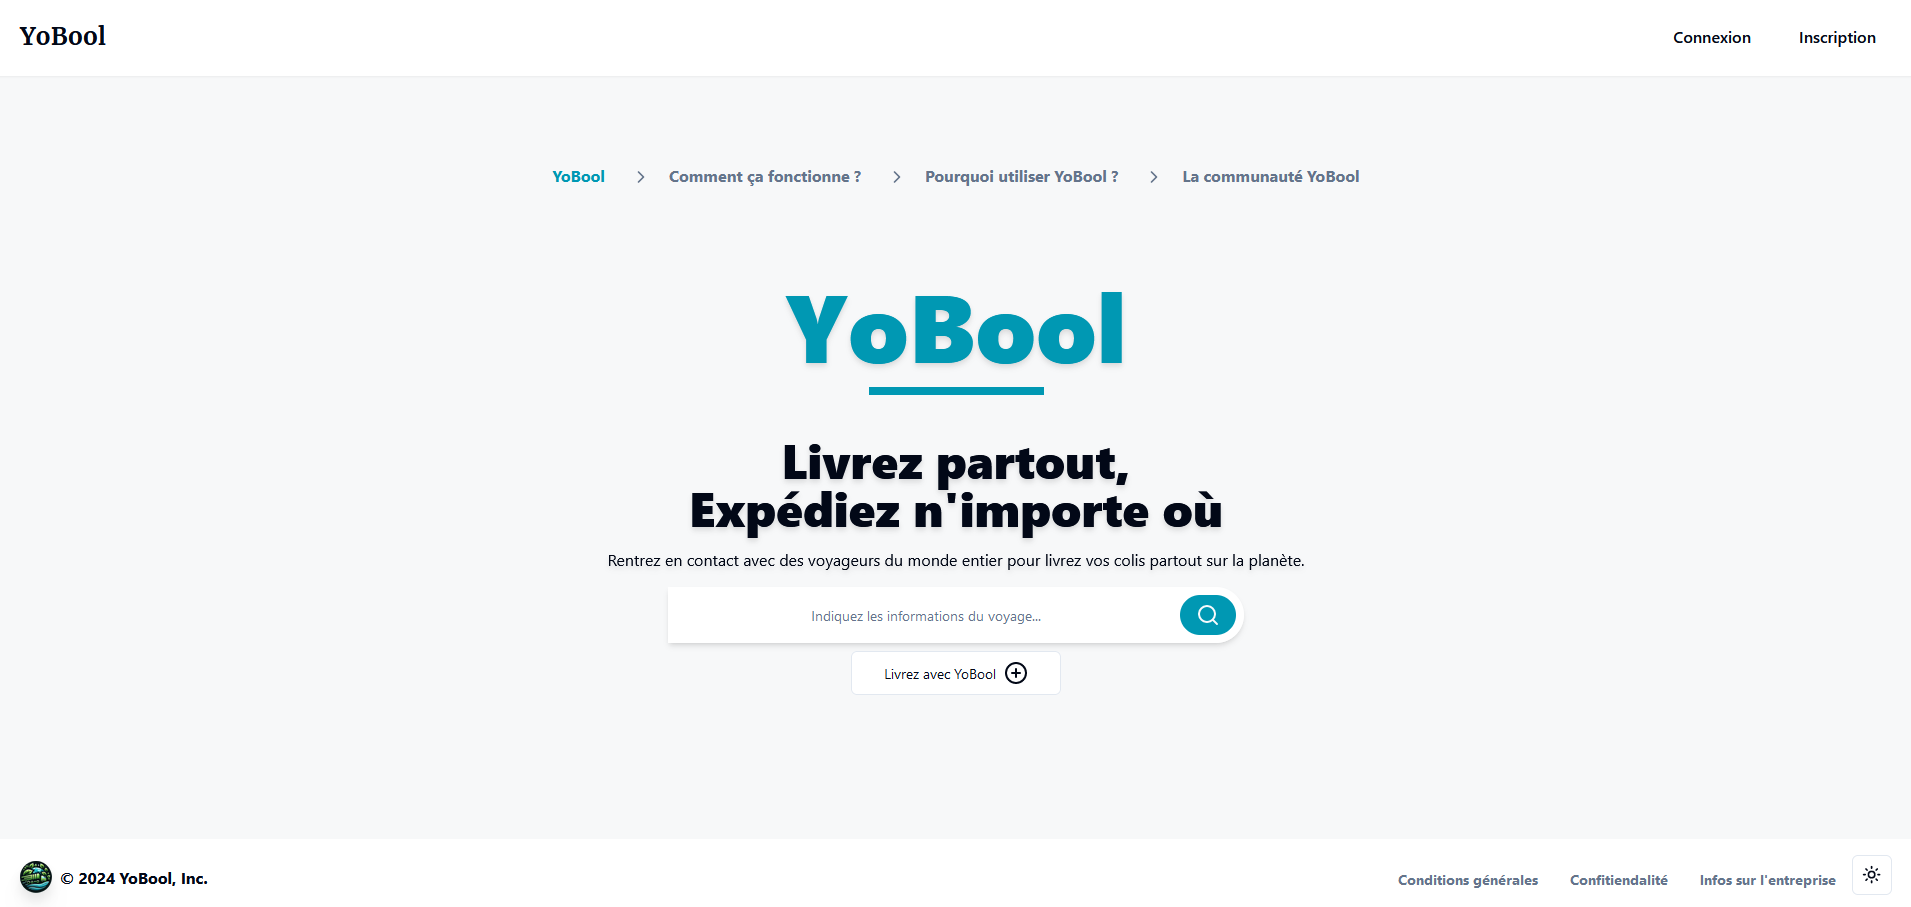 YoBool
Connexion
Inscription
YoBool
Comment ça fonctionne ?
Pourquoi utiliser YoBool ?
La communauté YoBool
YoBool
Livrez partout,
Expédiez n'importe où
Rentrez en contact avec des voyageurs du monde entier pour livrez vos colis partout sur la planète.
Indiquez les informations du voyage...
Livrez avec YoBool
© 2024 YoBool, Inc.
Conditions générales
Confitiendalité
Infos sur l'entreprise